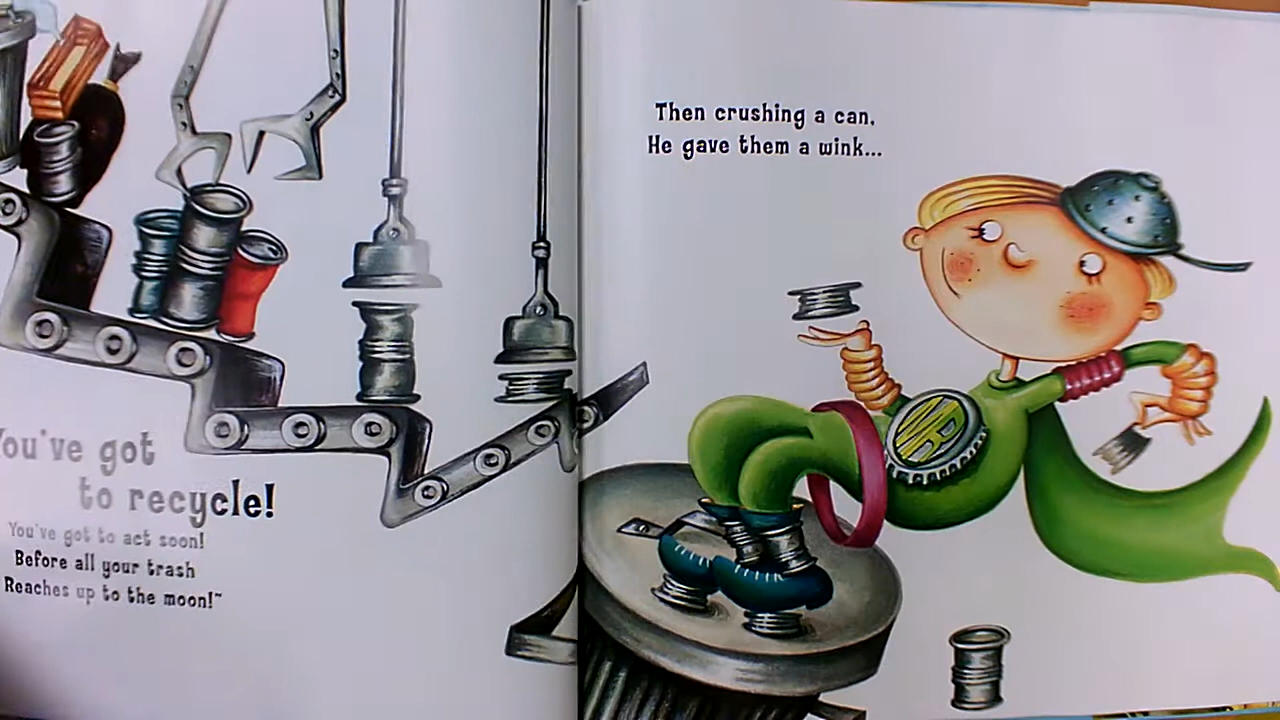 You've got
to recycle!
You've got to act soon!
Before all your trash
Reaches up to the moon!"
Then crushing a can,
He gave them a wink...